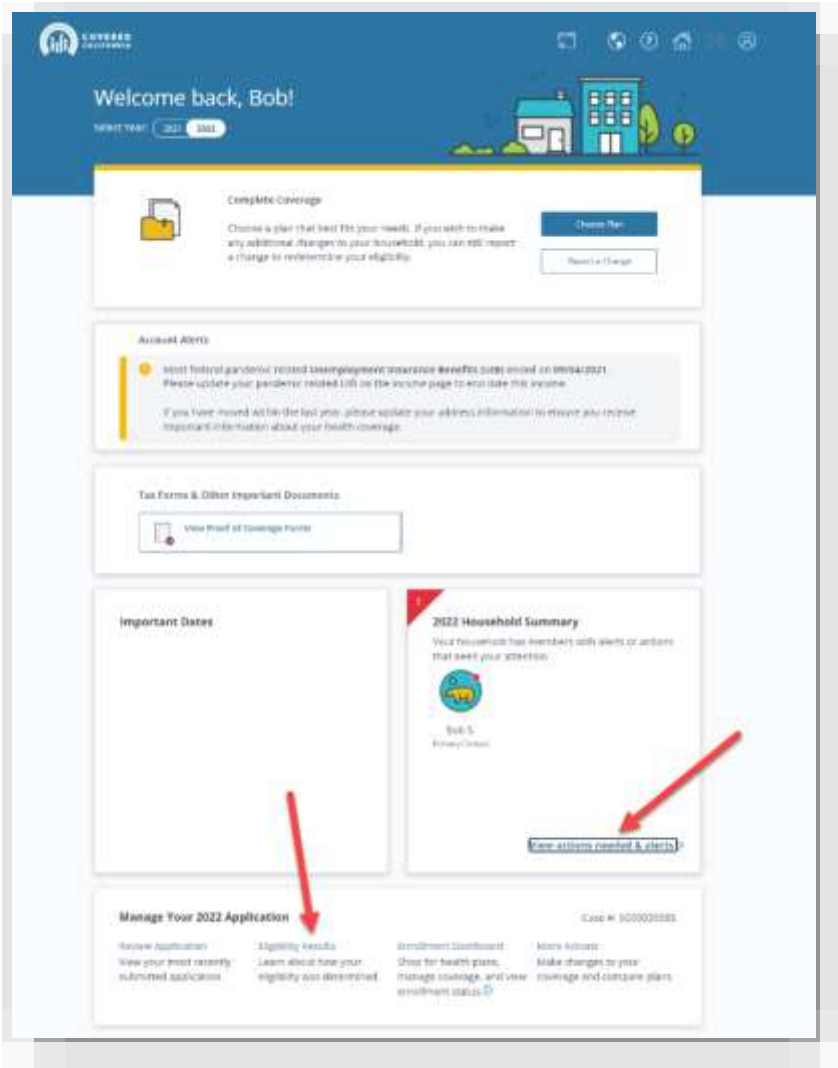 COVERED
CALIFORNIA
Welcome back, Bob!
Select Year: 2021 2022
Complete Coverage
Choose a plan that best fits your needs. If you wish to make
any additional changes to your household, you can still report
a change to redetermine your eligibility.
Choose Plan
Report a Change
Account Alerts
Most federal pandemic related Unemployment Insurance Benefits (UIB) ended on 09/04/2021.
Please update your pandemic related UIB on the income page to end date this
income.
If you have moved within the last year, please update your address information to ensure you receive
important information about your health coverage.
Tax Forms & Other Important Documents
View Proof of Coverage Forms
Important Dates
2022 Household Summary
Your household has members with alerts or actions
that need your attention.
Bob S.
Primary Contact
View actions needed & alerts
Manage Your 2022 Application
Case #:
Review Application
View your most recently
submitted application.
Eligibility Results
Learn about how your
eligibility was determined.
Enrollment Dashboard
Shop for health plans,
manage coverage, and view
enrollment status.
More Actions
Make changes to your
coverage and compare plans.